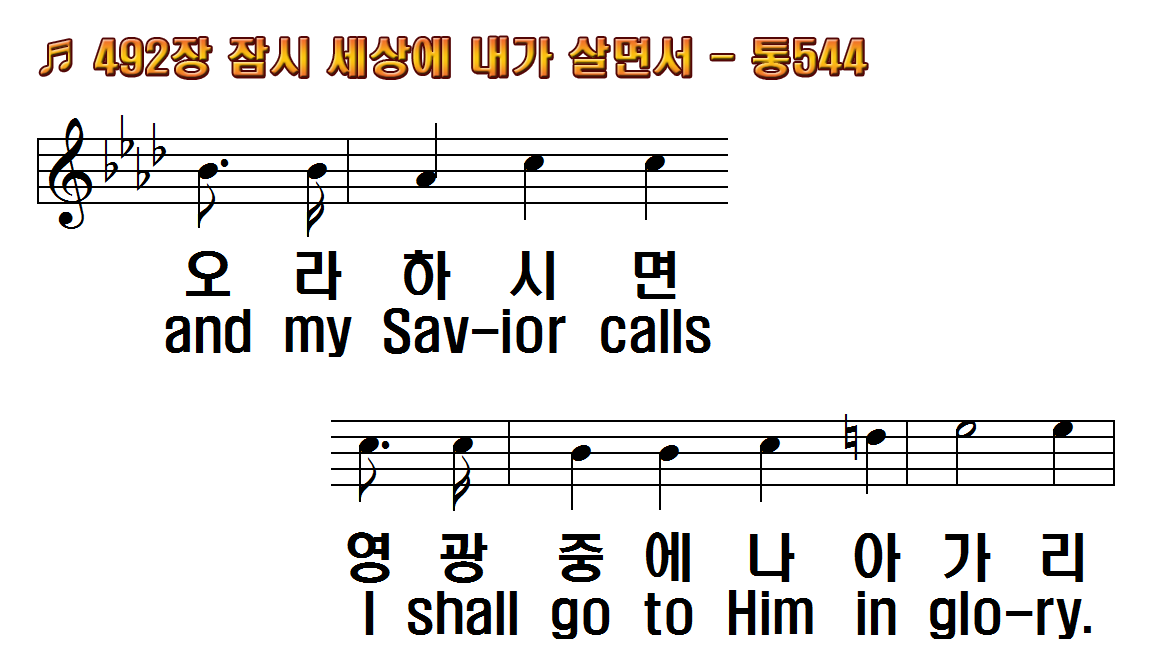 ♬ 492장 잠시 세상에 내가 살면서 - 통544
오 라 하 시 면
and my Sav-ior calls
영 광 중 에 나 아 가 리
I shall go to Him in glo-ry.